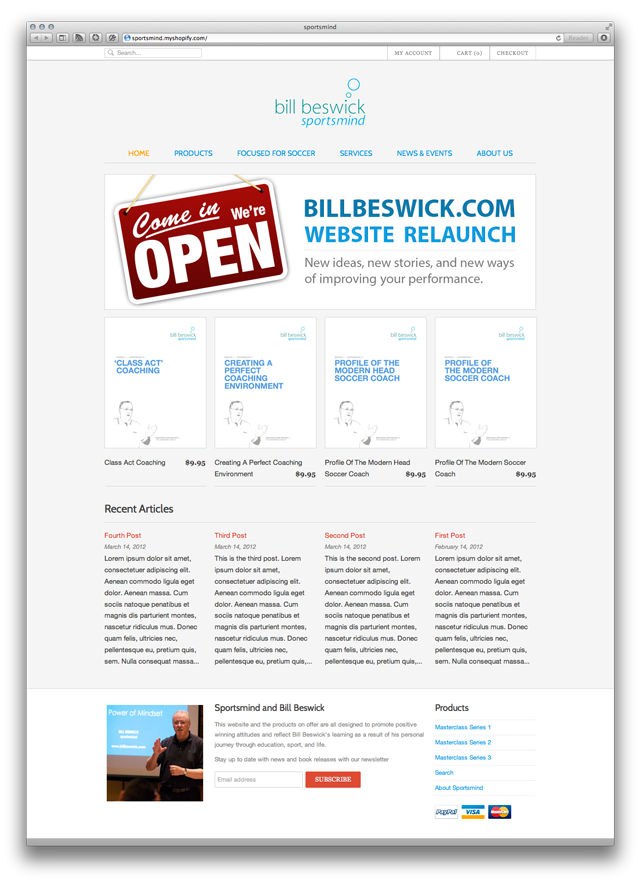 sportsmind
sportsmind.myshopify.com/
Reader
Search...
MY ACCOUNT
CART (0)
CHECKOUT
bill beswick
sportsmind
HOME
PRODUCTS
FOCUSED FOR SOCCER
SERVICES
NEWS & EVENTS
ABOUT US
Come in We're
OPEN
BILLBESWICK.COM
WEBSITE RELAUNCH
New ideas, new stories, and new ways
of improving your performance.
bill beswick
sportsmind
'CLASS ACT'
COACHING
bill beswick
sportsmind
CREATING A
PERFECT
COACHING
ENVIRONMENT
bill beswick
sportsmind
PROFILE OF THE
MODERN HEAD
SOCCER COACH
bill beswick
sportsmind
PROFILE OF
THE MODERN
SOCCER COACH
Class Act Coaching $9.95
Creating A Perfect Coaching
Environment $9.95
Profile Of The Modern Head
Soccer Coach $9.95
Profile Of The Modern Soccer
Coach $9.95
Recent Articles
Fourth Post
March 14, 2012
Lorem ipsum dolor sit amet,
consectetuer adipiscing elit.
Aenean commodo ligula eget
dolor. Aenean massa. Cum
sociis natoque penatibus et
magnis dis parturient montes,
nascetur ridiculus mus. Donec
quam felis, ultricies nec,
pellentesque eu, pretium quis,
sem. Nulla consequat massa...
Third Post
March 14, 2012
This is the third post. Lorem
ipsum dolor sit amet,
consectetuer adipiscing elit.
Aenean commodo ligula eget
dolor. Aenean massa. Cum
sociis natoque penatibus et
magnis dis parturient montes,
nascetur ridiculus mus. Donec
quam felis, ultricies nec,
pellentesque eu, pretium quis,...
Second Post
March 14, 2012
This is the second post. Lorem
ipsum dolor sit amet,
consectetuer adipiscing elit.
Aenean commodo ligula eget
dolor. Aenean massa. Cum
sociis natoque penatibus et
magnis dis parturient montes,
nascetur ridiculus mus. Donec
quam felis, ultricies nec,
pellentesque eu, pretium quis,...
First Post
February 14, 2012
Lorem ipsum dolor sit amet,
consectetuer adipiscing elit.
Aenean commodo ligula eget
dolor. Aenean massa. Cum
sociis natoque penatibus et
magnis dis parturient montes,
nascetur ridiculus mus. Donec
quam felis, ultricies nec,
pellentesque eu, pretium quis,
sem. Nulla consequat massa...
Power of Mindset
BILL BESWICK
sportsmind
www.billbeswick.com
Sportsmind and Bill Beswick
This website and the products on offer are all designed to promote positive
winning attitudes and reflect Bill Beswick's learning as a result of his personal
journey through education, sport, and life.
Stay up to date with news and book releases with our newsletter
Email address
SUBSCRIBE
Products
Masterclass Series 1
Masterclass Series 2
Masterclass Series 3
Search
About Sportsmind
PayPal
VISA
MasterCard